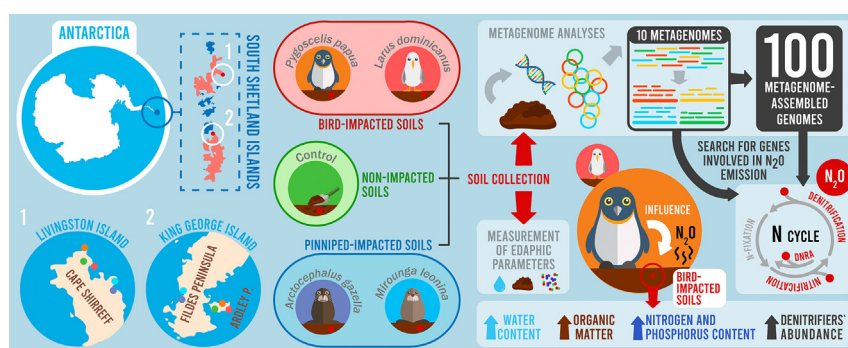 ANTARCTICA
SOUTH SHETLAND ISLANDS
1
2
1
LIVINGSTON ISLAND
CAPE SHIRREFF
2
KING GEORGE ISLAND
FILDES PENINSULA
ARDLEY P.
Pygoscelis papua
Larus dominicanus
BIRD-IMPACTED SOILS
Control
NON-IMPACTED
SOILS
PINNIPED-IMPACTED SOILS
Arctocephalus gazella
Mirounga leonina
SOIL COLLECTION
METAGENOME ANALYSES
10 METAGENOMES
100
METAGENOME-
ASSEMBLED
GENOMES
SEARCH FOR GENES
INVOLVED IN N2O
EMISSION
MEASUREMENT
OF EDAPHIC
PARAMETERS
INFLUENCE
N2O
BIRD-
IMPACTED
SOILS
N2O
DENITRIFICATION
N-FIXATION
N CYCLE
DNRA
NITRIFICATION
WATER
CONTENT
ORGANIC
MATTER
NITROGEN AND
PHOSPHORUS CONTENT
DENITRIFIERS'
ABUNDANCE